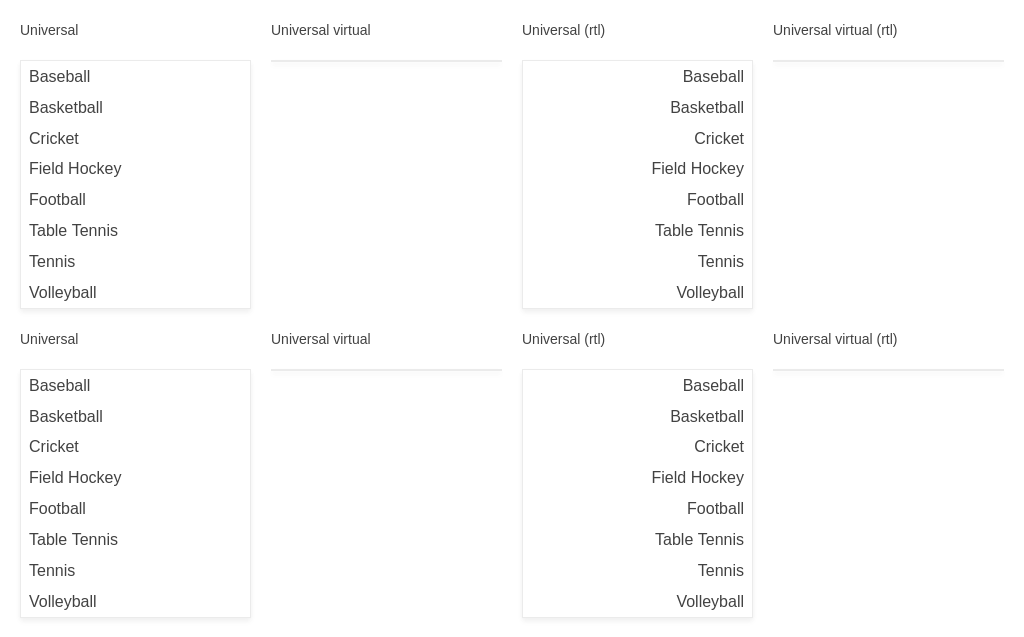 Universal
Universal virtual
Universal (rtl)
Universal virtual (rtl)
Baseball
Basketball
Cricket
Field Hockey
Football
Table Tennis
Tennis
Volleyball
Baseball
Basketball
Cricket
Field Hockey
Football
Table Tennis
Tennis
Volleyball
Universal
Universal virtual
Universal (rtl)
Universal virtual (rtl)
Baseball
Basketball
Cricket
Field Hockey
Football
Table Tennis
Tennis
Volleyball
Baseball
Basketball
Cricket
Field Hockey
Football
Table Tennis
Tennis
Volleyball